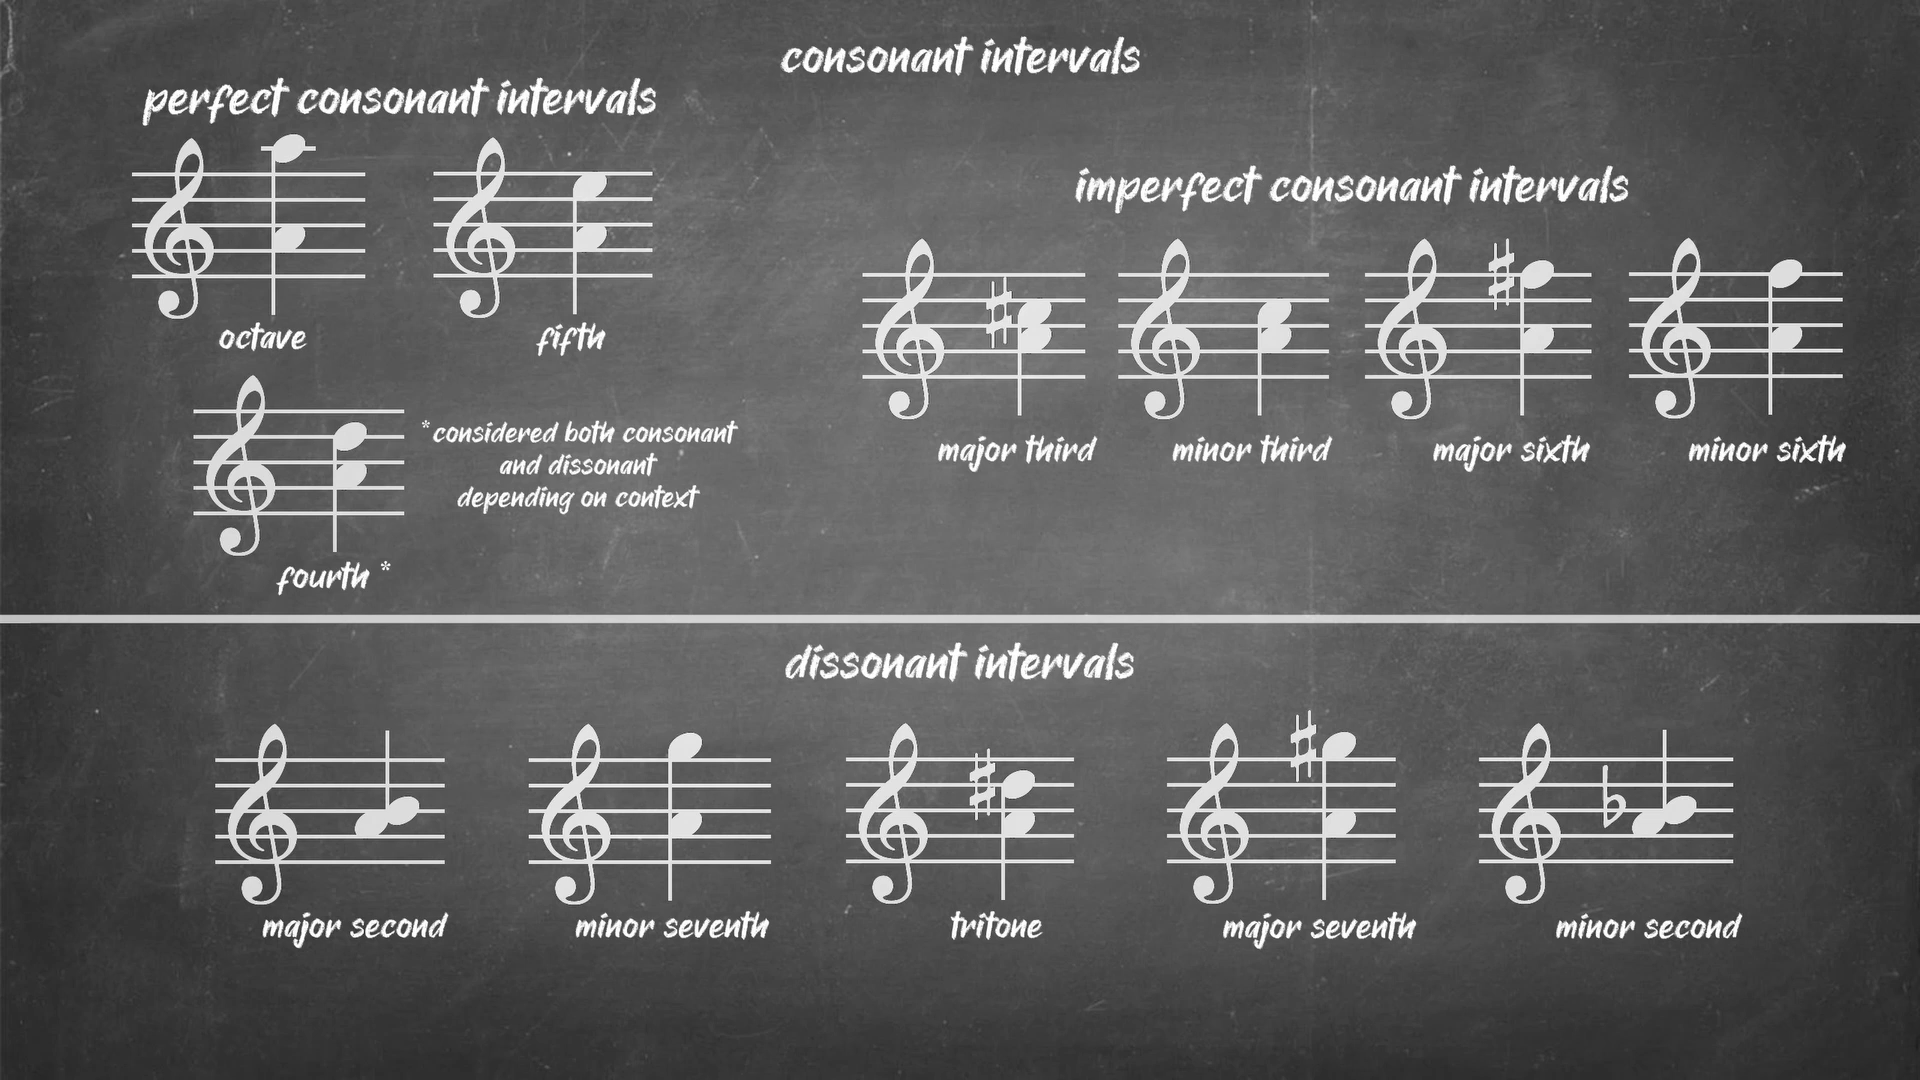 consonant intervals
perfect consonant intervals
octave
fifth
*considered both consonant
and dissonant
depending on context
fourth *
imperfect consonant intervals
major third
minor third
major sixth
minor sixth
dissonant intervals
major second
minor seventh
tritone
major seventh
minor second